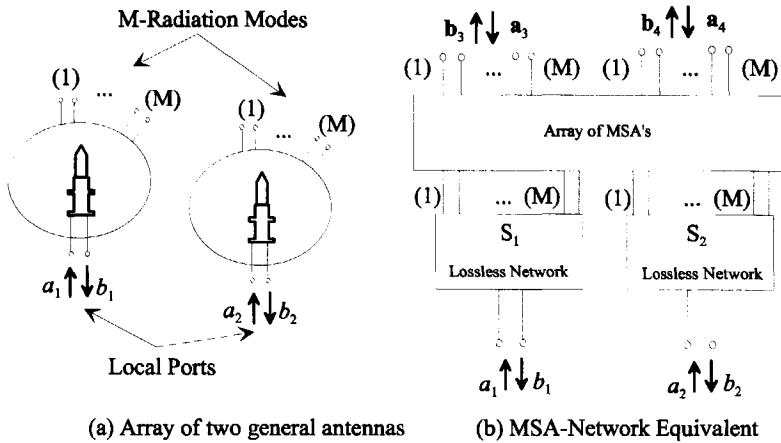 M-Radiation Modes
(1) ... (M)
(1) ... (M)
a1 b1
a2 b2
Local Ports
(a) Array of two general antennas
b3 a3 b4 a4
(1) ... (M) (1) ... (M)
Array of MSA's
(1) ... (M) (1) ... (M)
S1 S2
Lossless Network Lossless Network
a1 b1 a2 b2
(b) MSA-Network Equivalent